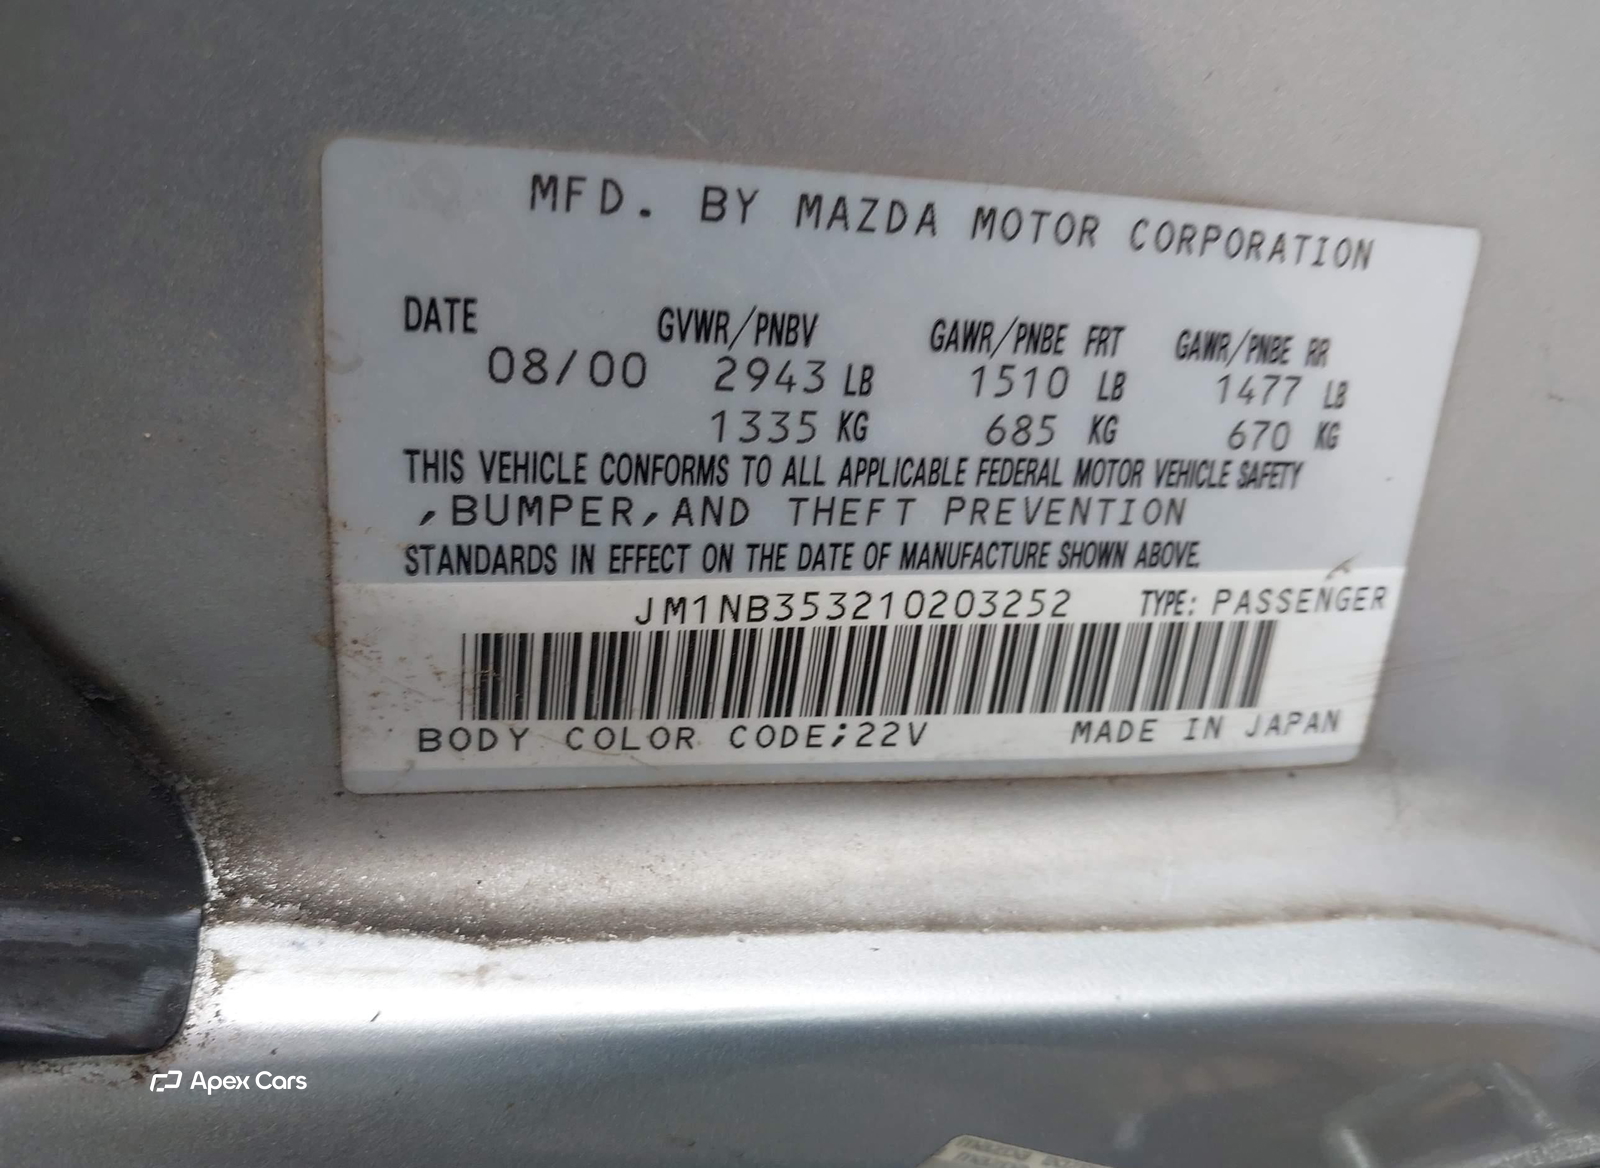 MFD. BY MAZDA MOTOR CORPORATION
DATE GVWR/PNBV GAWR/PNBE FRT GAWR/PNBE RR
08/00 2943 LB 1510 LB 1477 LB
1335 KG 685 KG 670 KG
THIS VEHICLE CONFORMS TO ALL APPLICABLE FEDERAL MOTOR VEHICLE SAFETY
,BUMPER,AND THEFT PREVENTION
STANDARDS IN EFFECT ON THE DATE OF MANUFACTURE SHOWN ABOVE.
JM1NB353210203252 TYPE: PASSENGER
BODY COLOR CODE;22V MADE IN JAPAN
Apex Cars